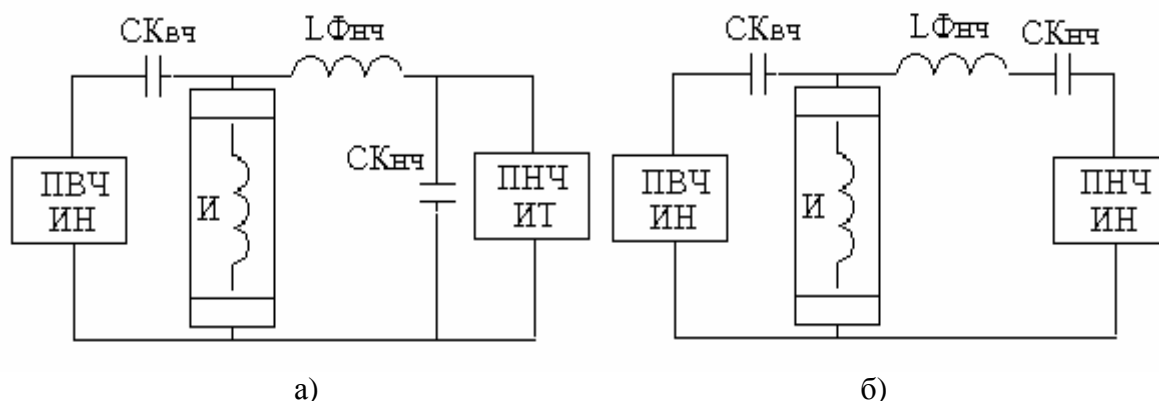 СКвч LФнч
СКнч
ПВЧ
ИН
И
ПНЧ
ИТ
а)
СКвч LФнч СКнч
ПВЧ
ИН
И
ПНЧ
ИН
б)